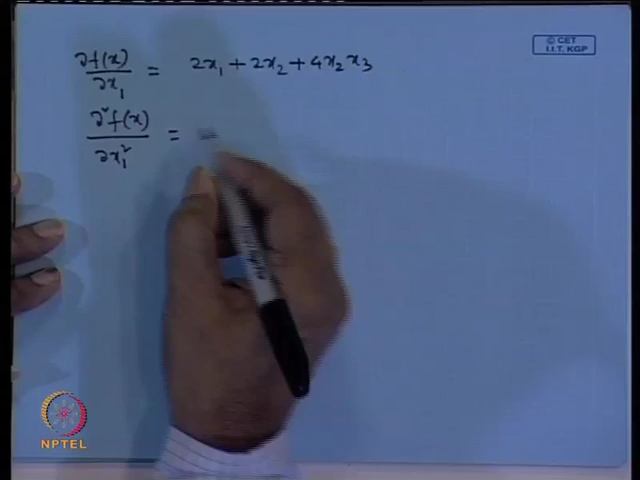 © CET
I.I.T. KGP
∂f(x)/∂x₁ = 2x₁ + 2x₂ + 4x₂x₃
∂²f(x)/∂x₁² =
NPTEL